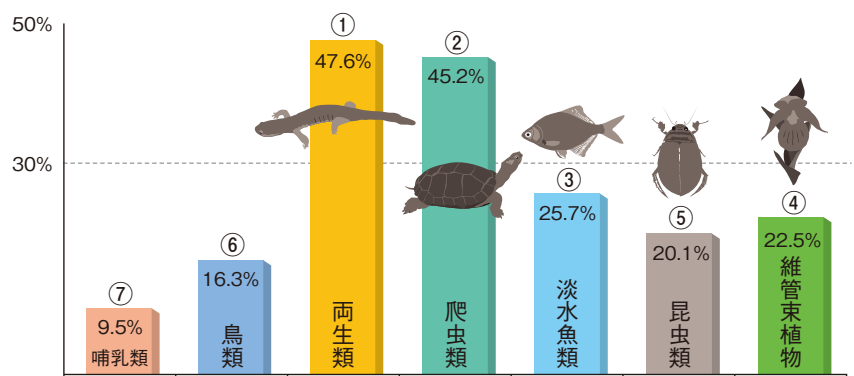 50%
30%
①
47.6%
両生類
②
45.2%
爬虫類
③
25.7%
淡水魚類
④
22.5%
維管束植物
⑤
20.1%
昆虫類
⑥
16.3%
鳥類
⑦
9.5%
哺乳類